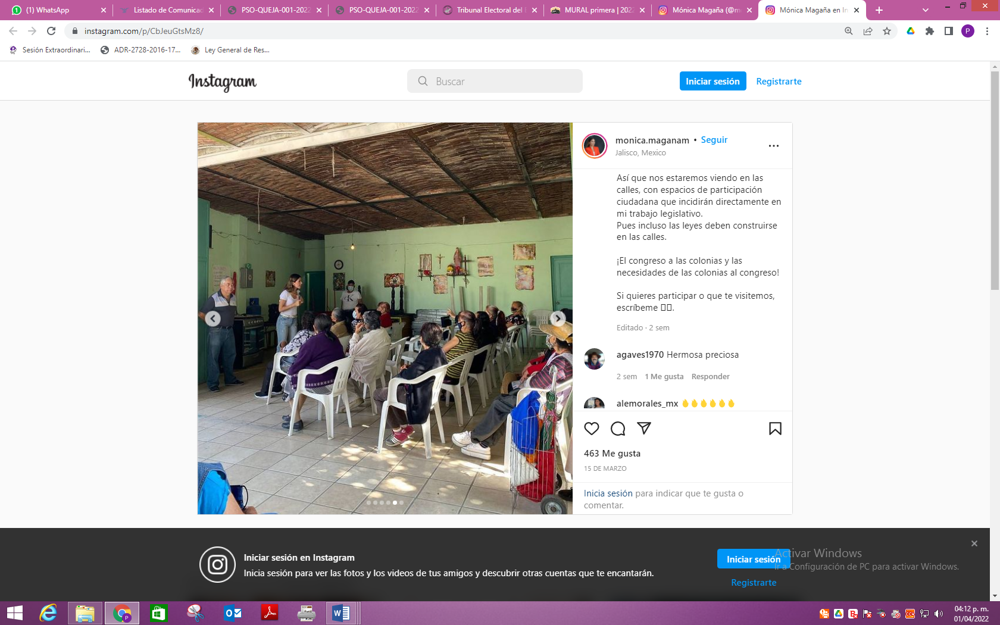 (1) WhatsApp
Listado de Comunicad
PSO-QUEJA-001-2022
PSO-QUEJA-001-2022
Tribunal Electoral del E
MURAL primera | 2022
Mónica Magaña (@mo
Mónica Magaña en In
instagram.com/p/CbJeuGtsMz8/
P
Sesión Extraordinari...
ADR-2728-2016-17...
Ley General de Res...
Instagram
Buscar
Iniciar sesión
Registrarte
monica.maganam • Seguir
Jalisco, Mexico
Así que nos estaremos viendo en las
calles, con espacios de participación
ciudadana que incidirán directamente en
mi trabajo legislativo.
Pues incluso las leyes deben construirse
en las calles.
¡El congreso a las colonias y las
necesidades de las colonias al congreso!
Si quieres participar o que te visitemos,
escríbeme ▯▯.
Editado · 2 sem
agaves1970 Hermosa preciosa
2 sem 1 Me gusta Responder
alemorales_mx
463 Me gusta
15 DE MARZO
Inicia sesión para indicar que te gusta o
comentar.
Iniciar sesión en Instagram
Inicia sesión para ver las fotos y los videos de tus amigos y descubrir otras cuentas que te encantarán.
Iniciar sesión
Registrarte
Activar Windows
Ir a Configuración de PC para activar Windows.
04:12 p. m.
01/04/2022